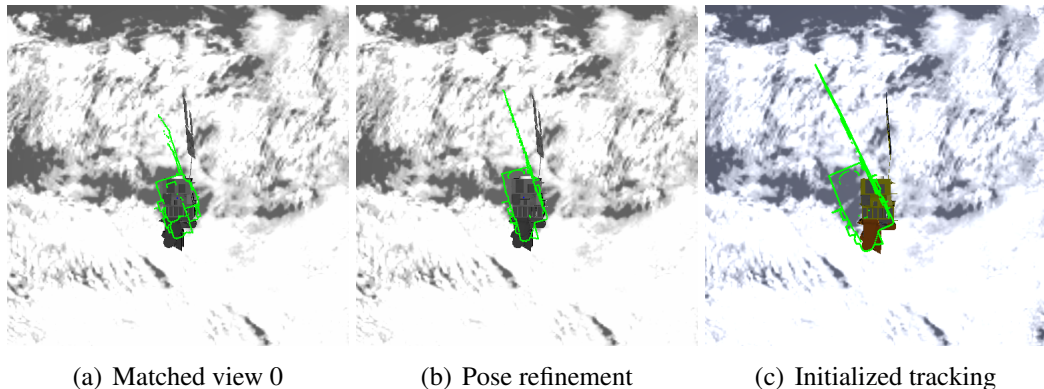 (a) Matched view 0
(b) Pose refinement
(c) Initialized tracking